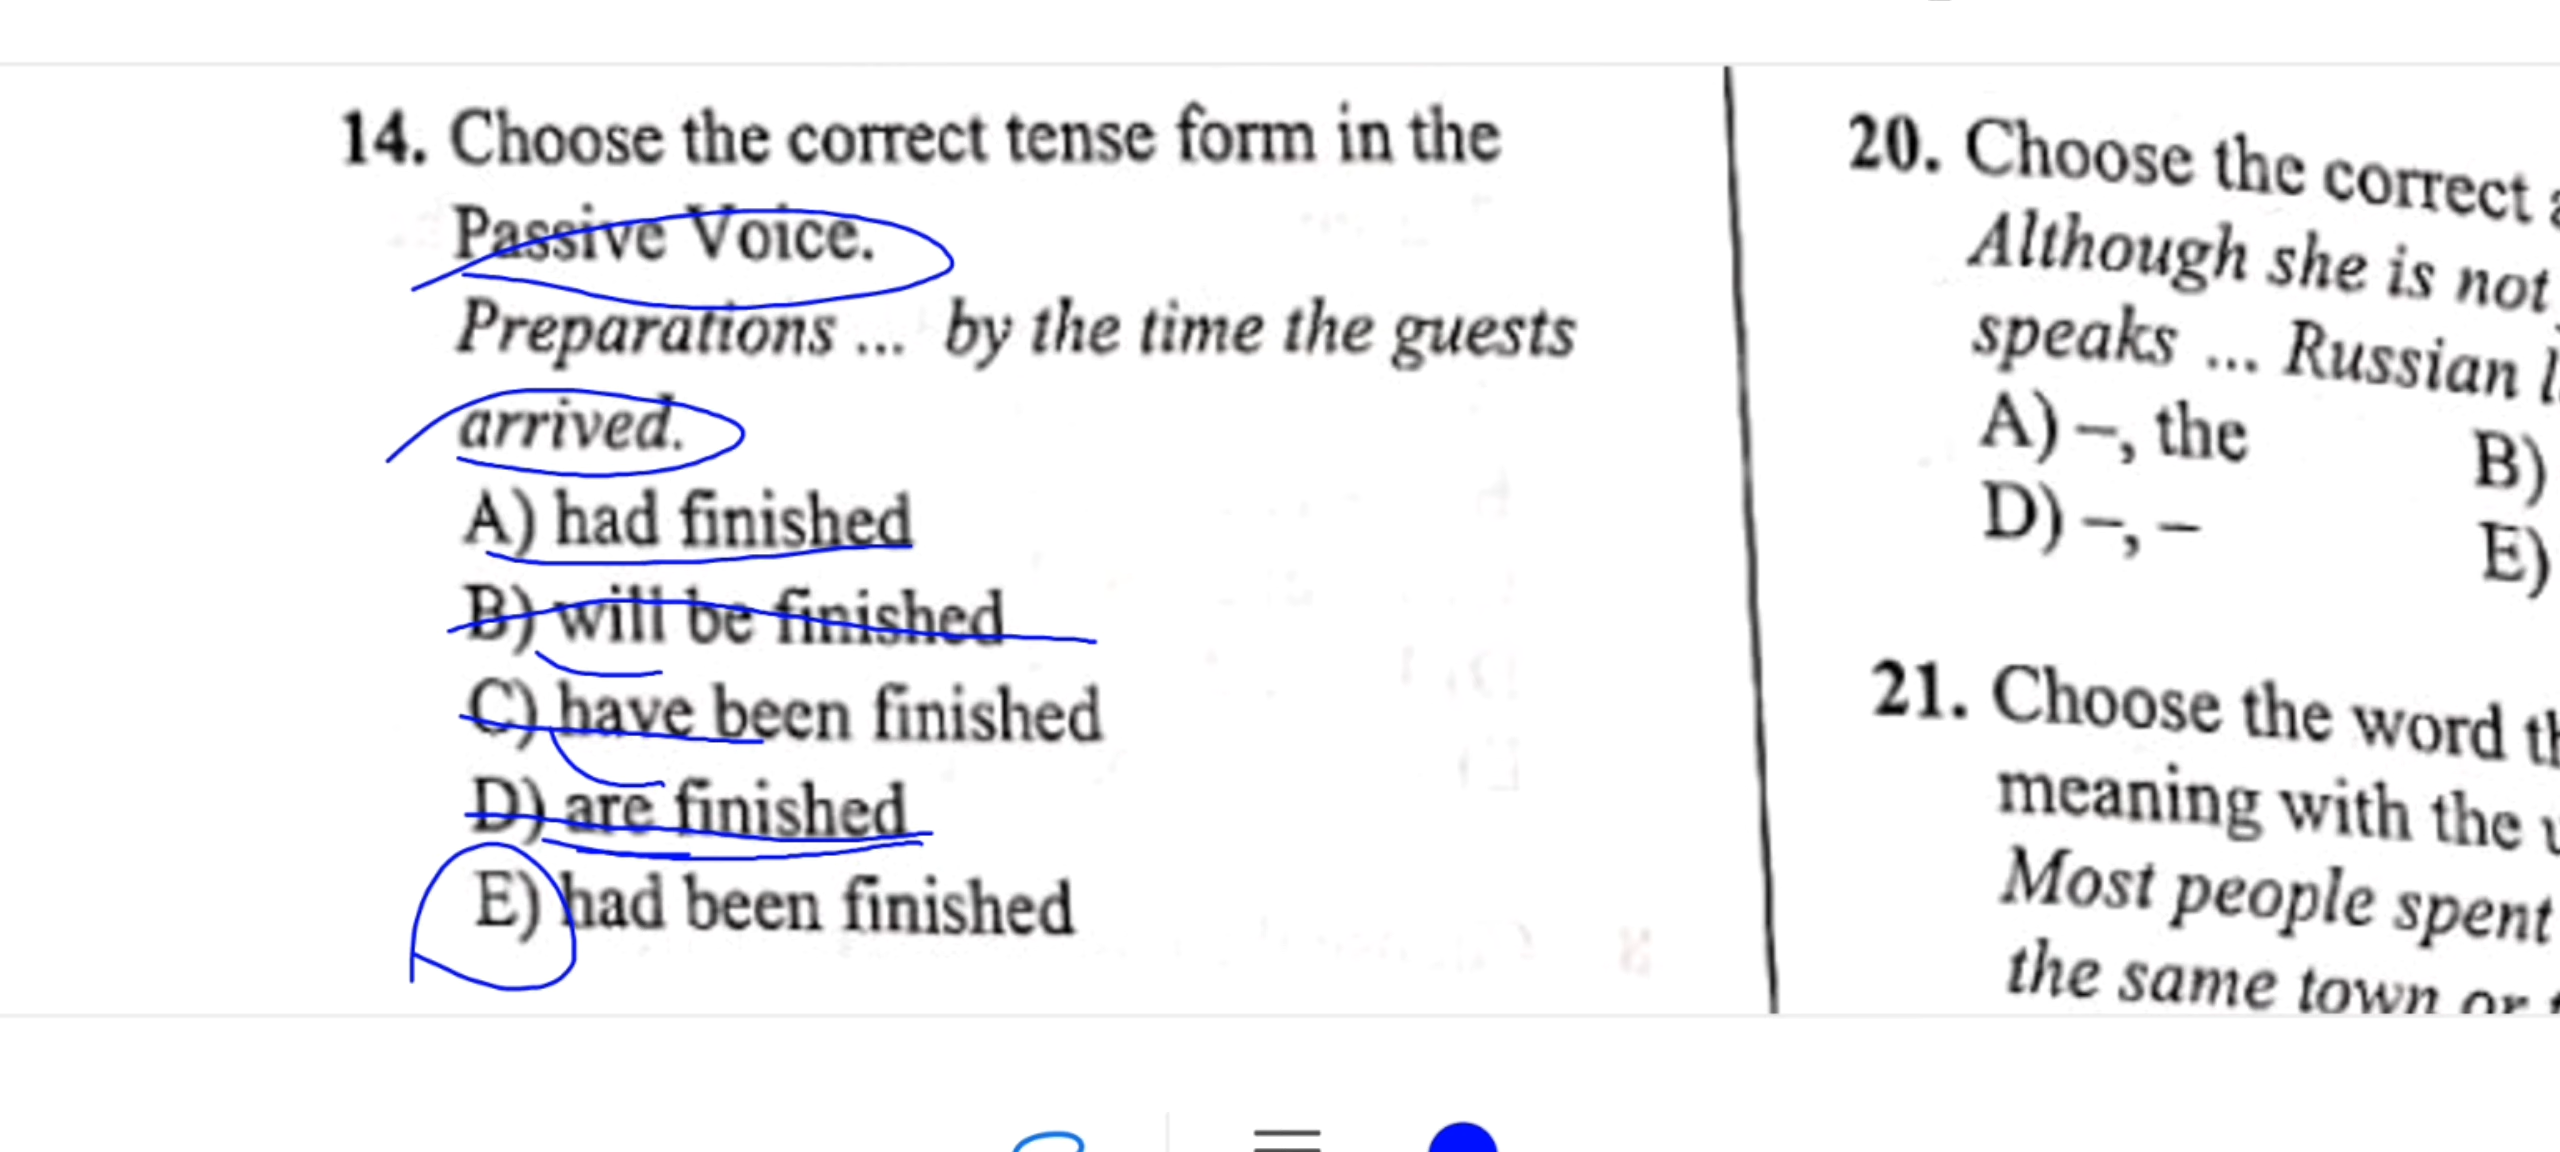 14. Choose the correct tense form in the
Passive Voice.
Preparations ... by the time the guests
arrived.
A) had finished
B) will be finished
C) have been finished
D) are finished
E) had been finished
20. Choose the correct
Although she is not
speaks ... Russian
A) –, the
B)
D) –, –
E)
21. Choose the word
meaning with the
Most people spent
the same town or